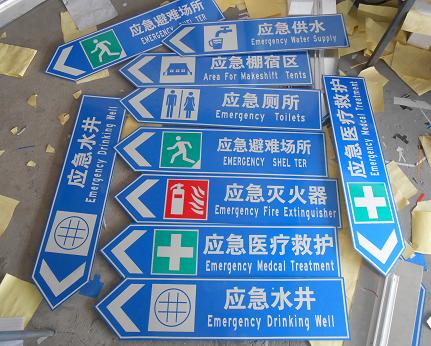 应急避难场所
EMERGENCY SHEL TER
应急供水
Emergency Water Supply
应急棚宿区
Area For Makeshift Tents
应急厕所
Emergency Toilets
应急避难场所
EMERGENCY SHEL TER
应急灭火器
Emergency Fire Extinguisher
应急医疗救护
Emergency Medcal Treatment
应急水井
Emergency Drinking Well
应急水井
Emergency Drinking Well
应急医疗救护
Emergency Medcal Treatment